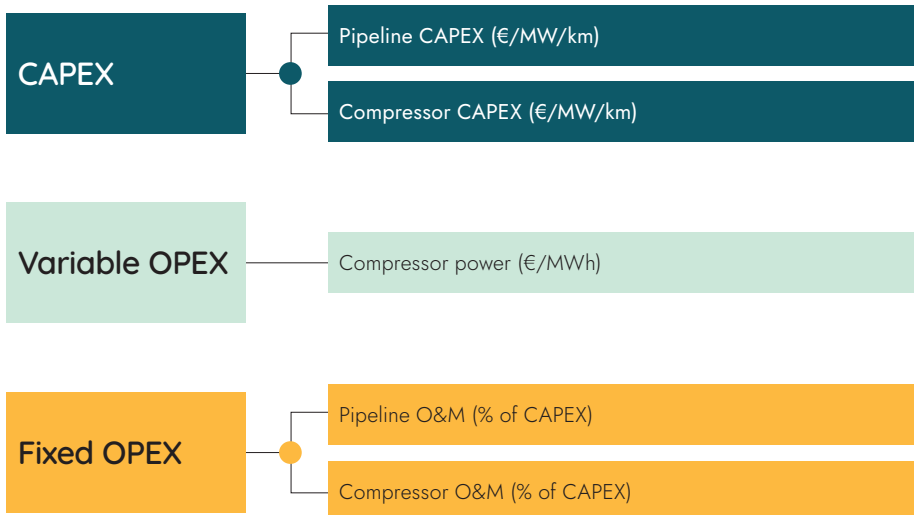 CAPEX
Pipeline CAPEX (€/MW/km)
Compressor CAPEX (€/MW/km)
Variable OPEX
Compressor power (€/MWh)
Fixed OPEX
Pipeline O&M (% of CAPEX)
Compressor O&M (% of CAPEX)